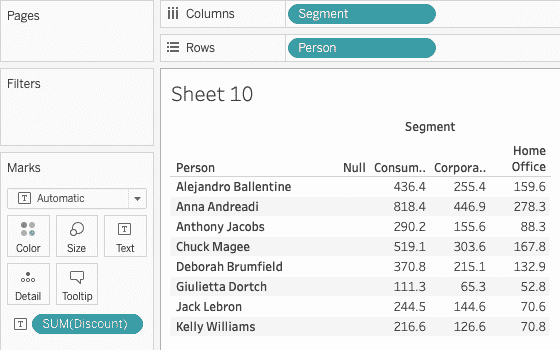 Pages
Columns Segment
Rows Person
Filters
Sheet 10
Segment
Marks
Person Null Consum.. Corpora.. Home Office
Automatic
Alejandro Ballentine 436.4 255.4 159.6
Anna Andreadi 818.4 446.9 278.3
Anthony Jacobs 290.2 155.6 88.3
Chuck Magee 519.1 303.6 167.8
Deborah Brumfield 370.8 215.1 132.9
Giulietta Dortch 111.3 65.3 52.8
Jack Lebron 244.5 144.6 70.6
Kelly Williams 216.6 126.6 70.8
Color Size Text
Detail Tooltip
SUM(Discount)